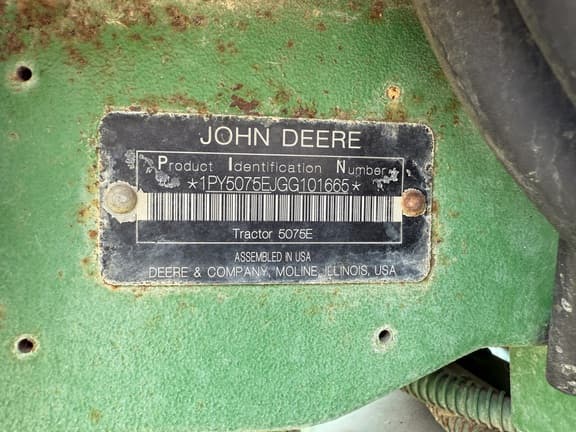 JOHN DEERE
Product Identification Number
*1PY5075EJGG101665*
Tractor 5075E
ASSEMBLED IN USA
DEERE & COMPANY, MOLINE, ILLINOIS, USA